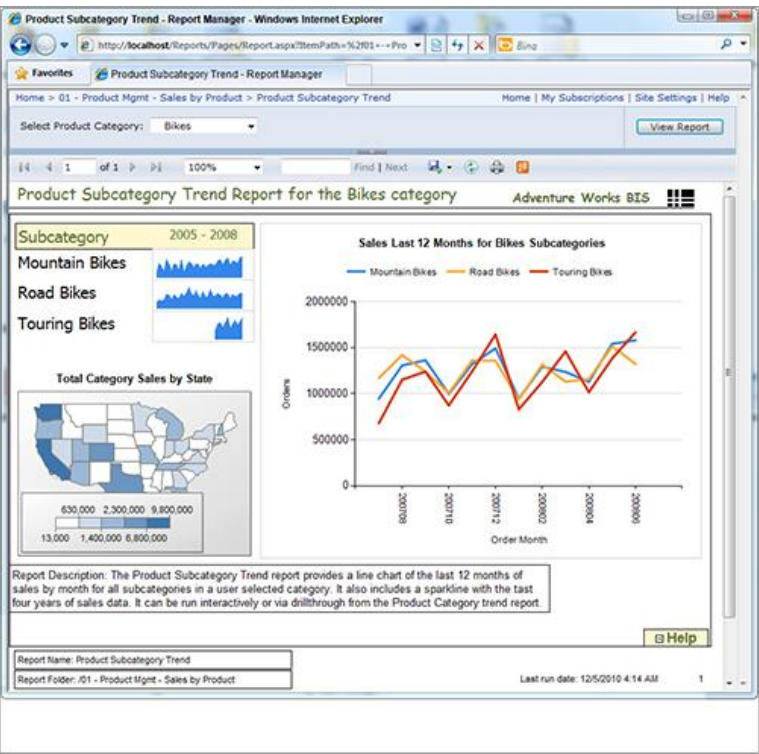 Product Subcategory Trend - Report Manager - Windows Internet Explorer
http://localhost/Reports/Pages/Report.aspx?ItemPath=%2f01+-+Pro
Bing
Favorites
Product Subcategory Trend - Report Manager
Home > 01 - Product Mgmt - Sales by Product > Product Subcategory Trend
Home | My Subscriptions | Site Settings | Help
Select Product Category:
Bikes
View Report
1 of 1
100%
Find | Next
Product Subcategory Trend Report for the Bikes category
Adventure Works BIS
Subcategory
2005 - 2008
Mountain Bikes
Road Bikes
Touring Bikes
Total Category Sales by State
630,000 2,300,000 9,800,000
13,000 1,400,000 6,800,000
Sales Last 12 Months for Bikes Subcategories
Mountain Bikes Road Bikes Touring Bikes
2000000
1500000
1000000
500000
0
Orders
200708 200710 200712 200802 200804 200806
Order Month
Report Description: The Product Subcategory Trend report provides a line chart of the last 12 months of
sales by month for all subcategories in a user selected category. It also includes a sparkline with the tast
four years of sales data. It can be run interactively or via drillthrough from the Product Category trend report.
Help
Report Name: Product Subcategory Trend
Report Folder: /01 - Product Mgmt - Sales by Product
Last run date: 12/5/2010 4:14 AM
1